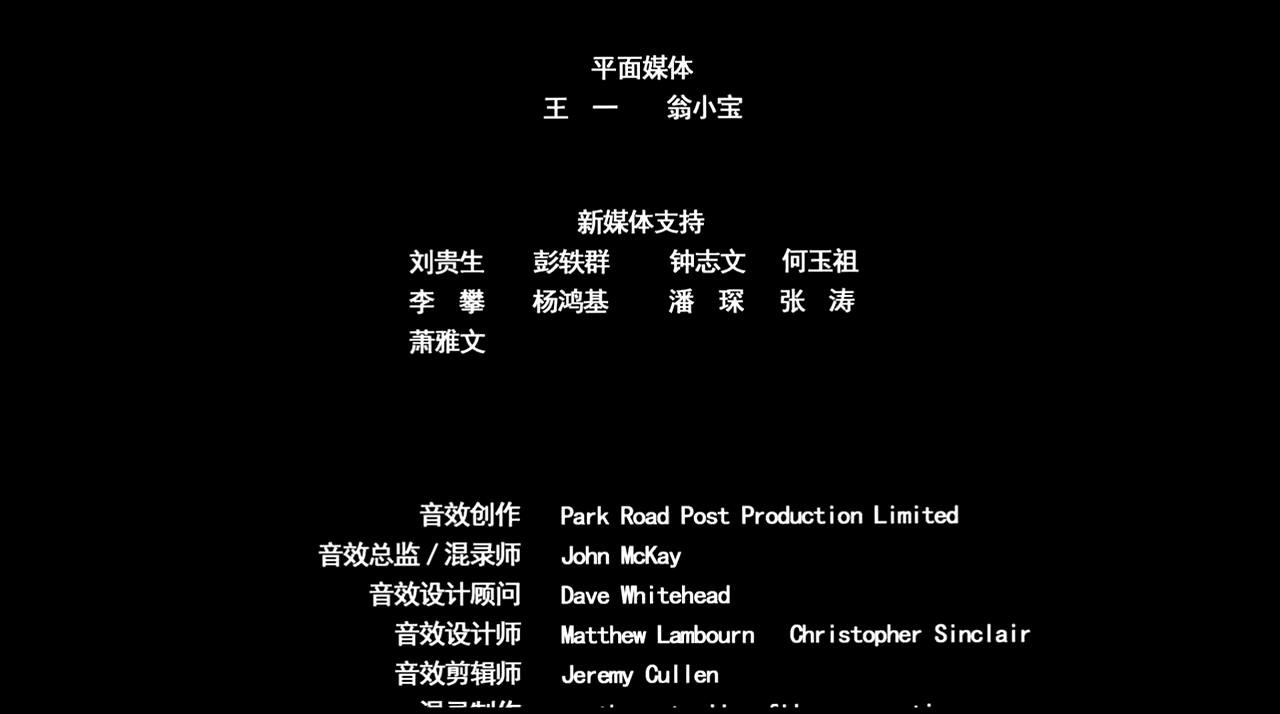 平面媒体
王　一　　翁小宝
新媒体支持
刘贵生　　彭轶群　　钟志文　　何玉祖
李　攀　　杨鸿基　　潘　琛　　张　涛
萧雅文
音效创作　Park Road Post Production Limited
音效总监 / 混录师　John McKay
音效设计顾问　Dave Whitehead
音效设计师　Matthew Lambourn　Christopher Sinclair
音效剪辑师　Jeremy Cullen